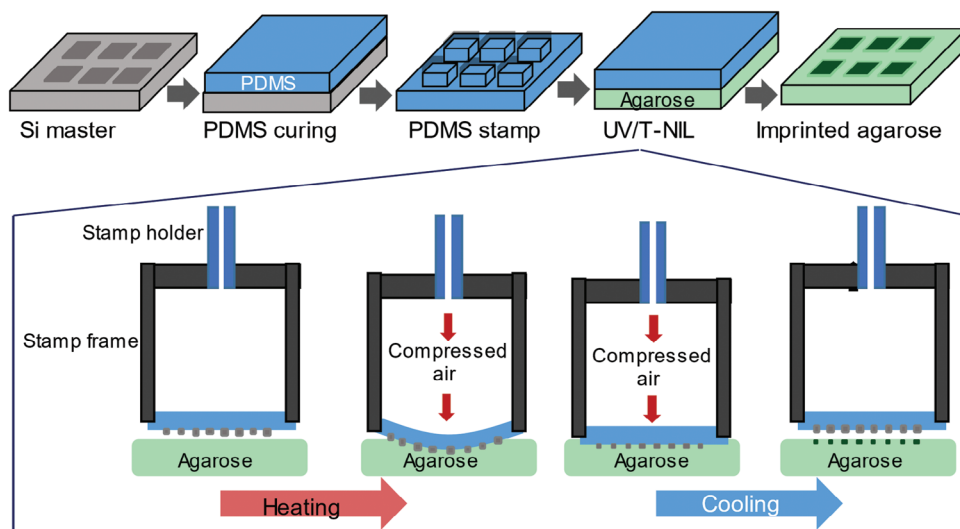 PDMS
Agarose
Si master
PDMS curing
PDMS stamp
UV/T-NIL
Imprinted agarose
Stamp holder
Stamp frame
Compressed
air
Compressed
air
Agarose
Agarose
Agarose
Agarose
Heating
Cooling